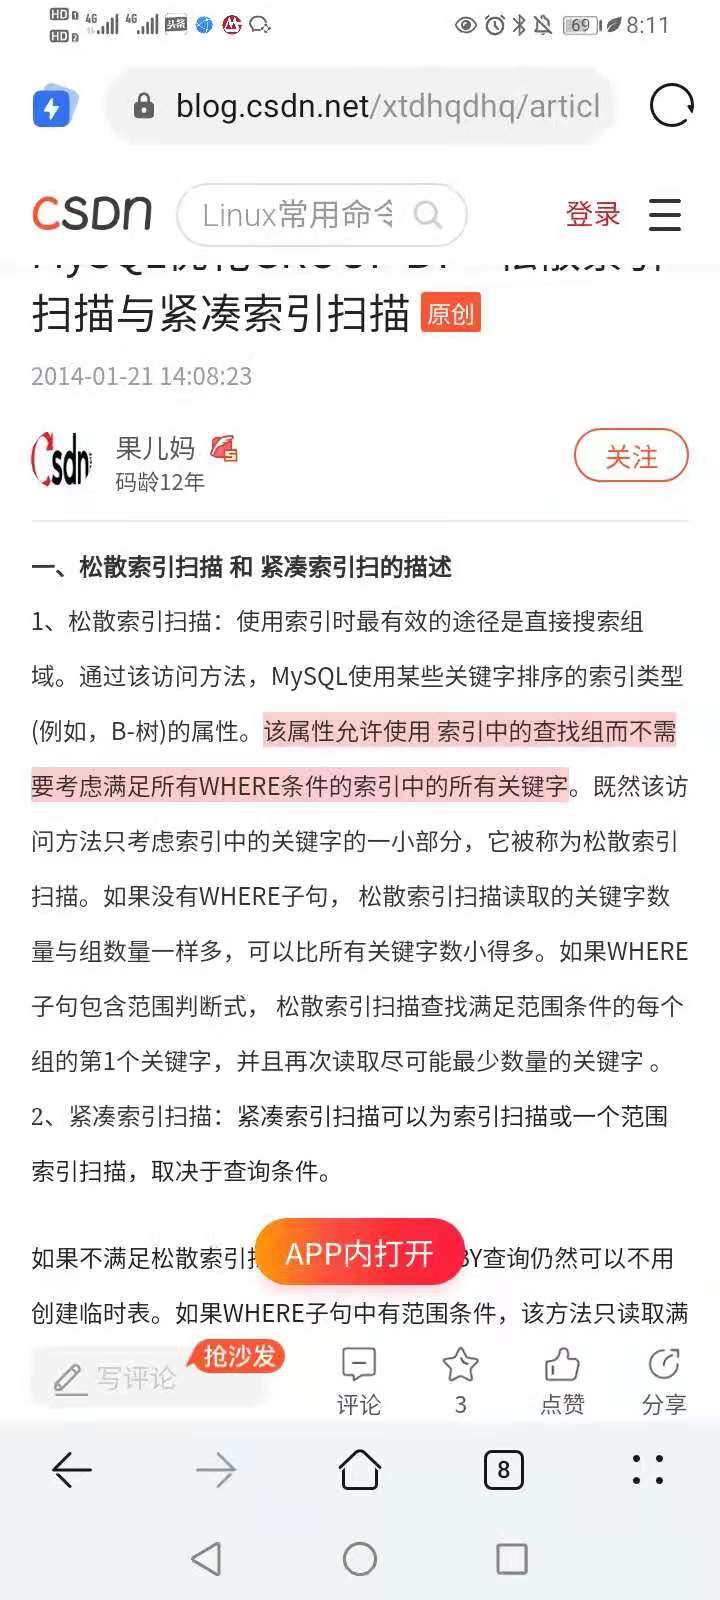 HD 1 4G 4G 头条 69 8:11
HD 2
blog.csdn.net/xtdhqdhq/articl
CSDN Linux常用命令 登录
扫描与紧凑索引扫描 原创
2014-01-21 14:08:23
Csdn 果儿妈 5 关注
码龄12年
一、松散索引扫描 和 紧凑索引扫的描述
1、松散索引扫描：使用索引时最有效的途径是直接搜索组
域。通过该访问方法，MySQL使用某些关键字排序的索引类型
(例如，B-树)的属性。该属性允许使用 索引中的查找组而不需
要考虑满足所有WHERE条件的索引中的所有关键字。既然该访
问方法只考虑索引中的关键字的一小部分，它被称为松散索引
扫描。如果没有WHERE子句， 松散索引扫描读取的关键字数
量与组数量一样多，可以比所有关键字数小得多。如果WHERE
子句包含范围判断式， 松散索引扫描查找满足范围条件的每个
组的第1个关键字，并且再次读取尽可能最少数量的关键字 。
2、紧凑索引扫描：紧凑索引扫描可以为索引扫描或一个范围
索引扫描，取决于查询条件。
如果不满足松散索引 APP内打开 BY查询仍然可以不用
创建临时表。如果WHERE子句中有范围条件，该方法只读取满
写评论 抢沙发
评论 3 点赞 分享
8